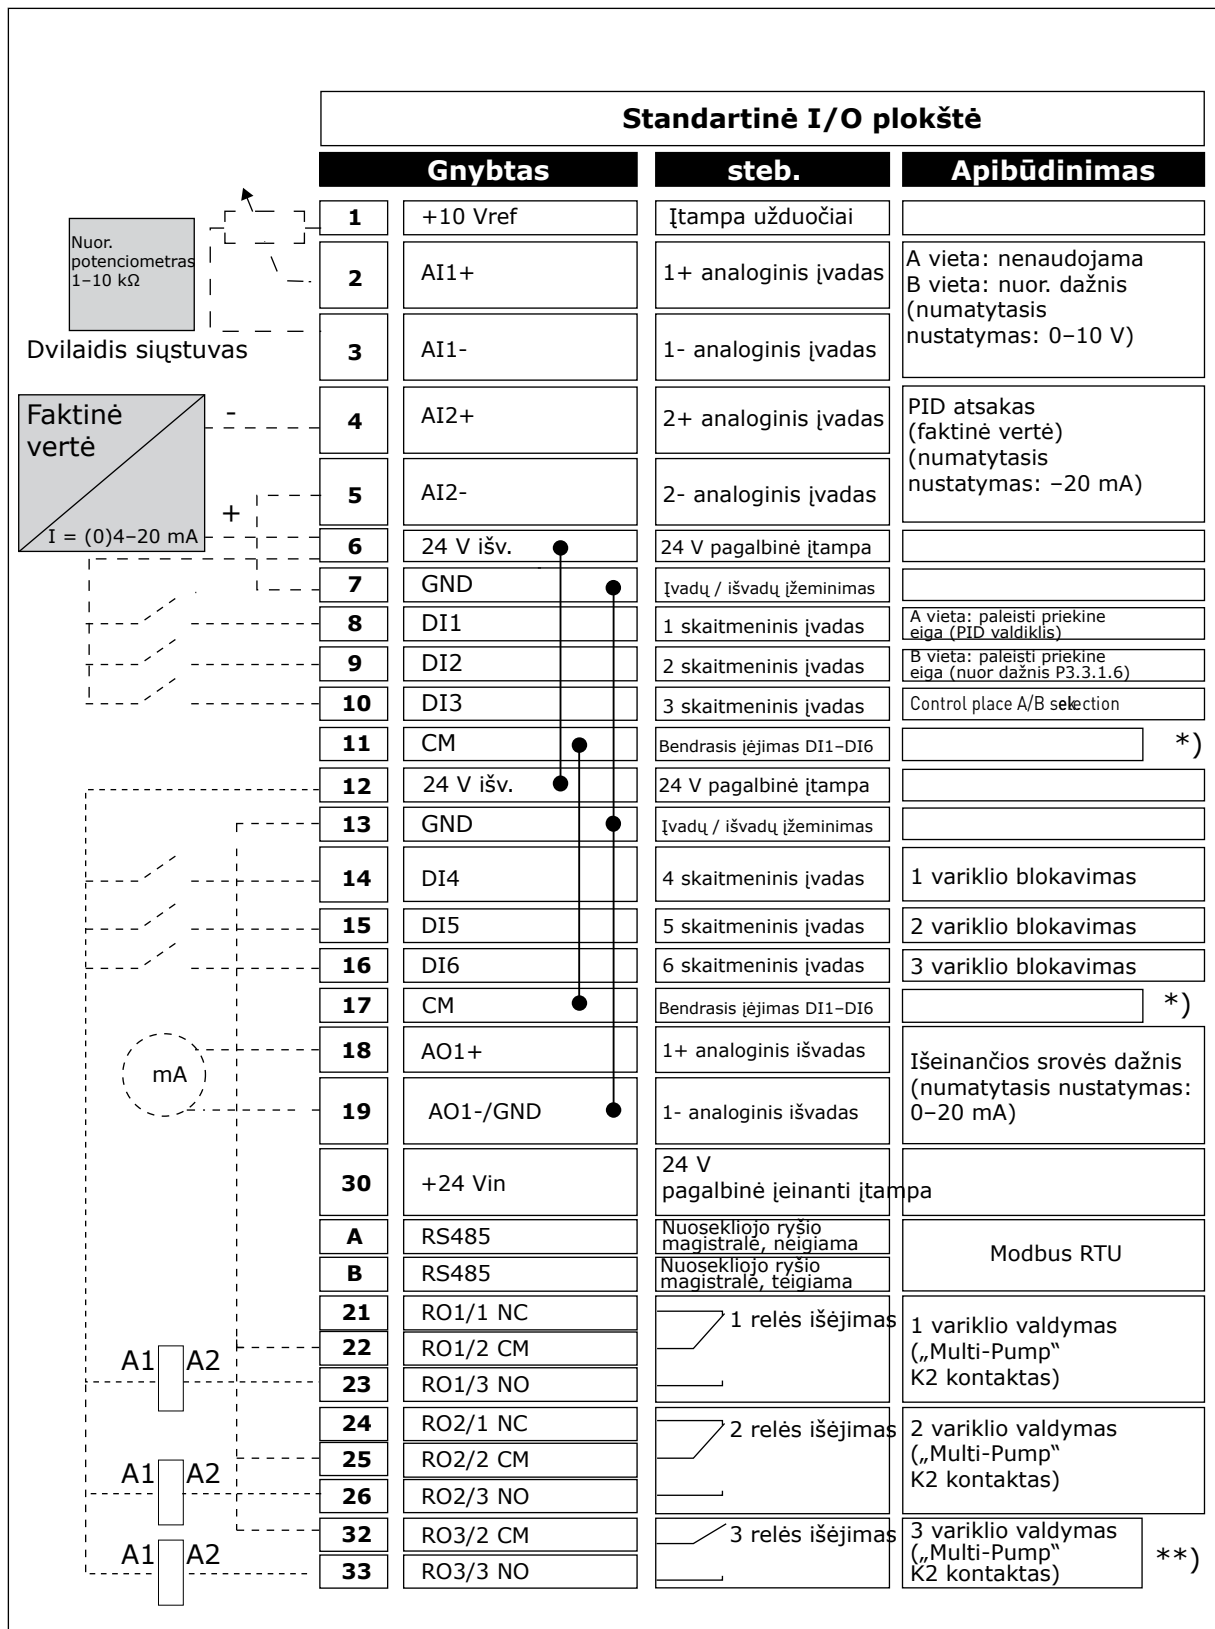 Standartinė I/O plokštė
Gnybtas steb. Apibūdinimas
1 +10 Vref Įtampa užduočiai
Nuor.
potenciometras
1–10 kΩ
2 AI1+ 1+ analoginis įvadas
A vieta: nenaudojama
B vieta: nuor. dažnis
(numatytasis
nustatymas: 0–10 V)
3 AI1- 1- analoginis įvadas
Dvilaidis siųstuvas
Faktinė
vertė
-
+
I = (0)4–20 mA
4 AI2+ 2+ analoginis įvadas
PID atsakas
(faktinė vertė)
(numatytasis
nustatymas: –20 mA)
5 AI2- 2- analoginis įvadas
6 24 V išv. 24 V pagalbinė įtampa
7 GND Įvadų / išvadų įžeminimas
8 DI1 1 skaitmeninis įvadas
A vieta: paleisti priekine
eiga (PID valdiklis)
9 DI2 2 skaitmeninis įvadas
B vieta: paleisti priekine
eiga (nuor dažnis P3.3.1.6)
10 DI3 3 skaitmeninis įvadas
Control place A/B
11 CM Bendrasis įėjimas DI1–DI6 *)
12 24 V išv. 24 V pagalbinė įtampa
13 GND Įvadų / išvadų įžeminimas
14 DI4 4 skaitmeninis įvadas 1 variklio blokavimas
15 DI5 5 skaitmeninis įvadas 2 variklio blokavimas
16 DI6 6 skaitmeninis įvadas 3 variklio blokavimas
17 CM Bendrasis įėjimas DI1–DI6 *)
mA
18 AO1+ 1+ analoginis išvadas
Išeinančios srovės dažnis
(numatytasis nustatymas:
0–20 mA)
19 AO1-/GND 1- analoginis išvadas
30 +24 Vin 24 V
pagalbinė įeinanti įtampa
A RS485 Nuosekliojo ryšio
magistralė, neigiama
Modbus RTU
B RS485 Nuosekliojo ryšio
magistralė, teigiama
21 RO1/1 NC 1 relės išėjimas
22 RO1/2 CM
23 RO1/3 NO
1 variklio valdymas
(„Multi-Pump“
K2 kontaktas)
A1 A2
24 RO2/1 NC 2 relės išėjimas
25 RO2/2 CM
26 RO2/3 NO
2 variklio valdymas
(„Multi-Pump“
K2 kontaktas)
A1 A2
32 RO3/2 CM 3 relės išėjimas
33 RO3/3 NO
3 variklio valdymas
(„Multi-Pump“
K2 kontaktas)
**)
A1 A2